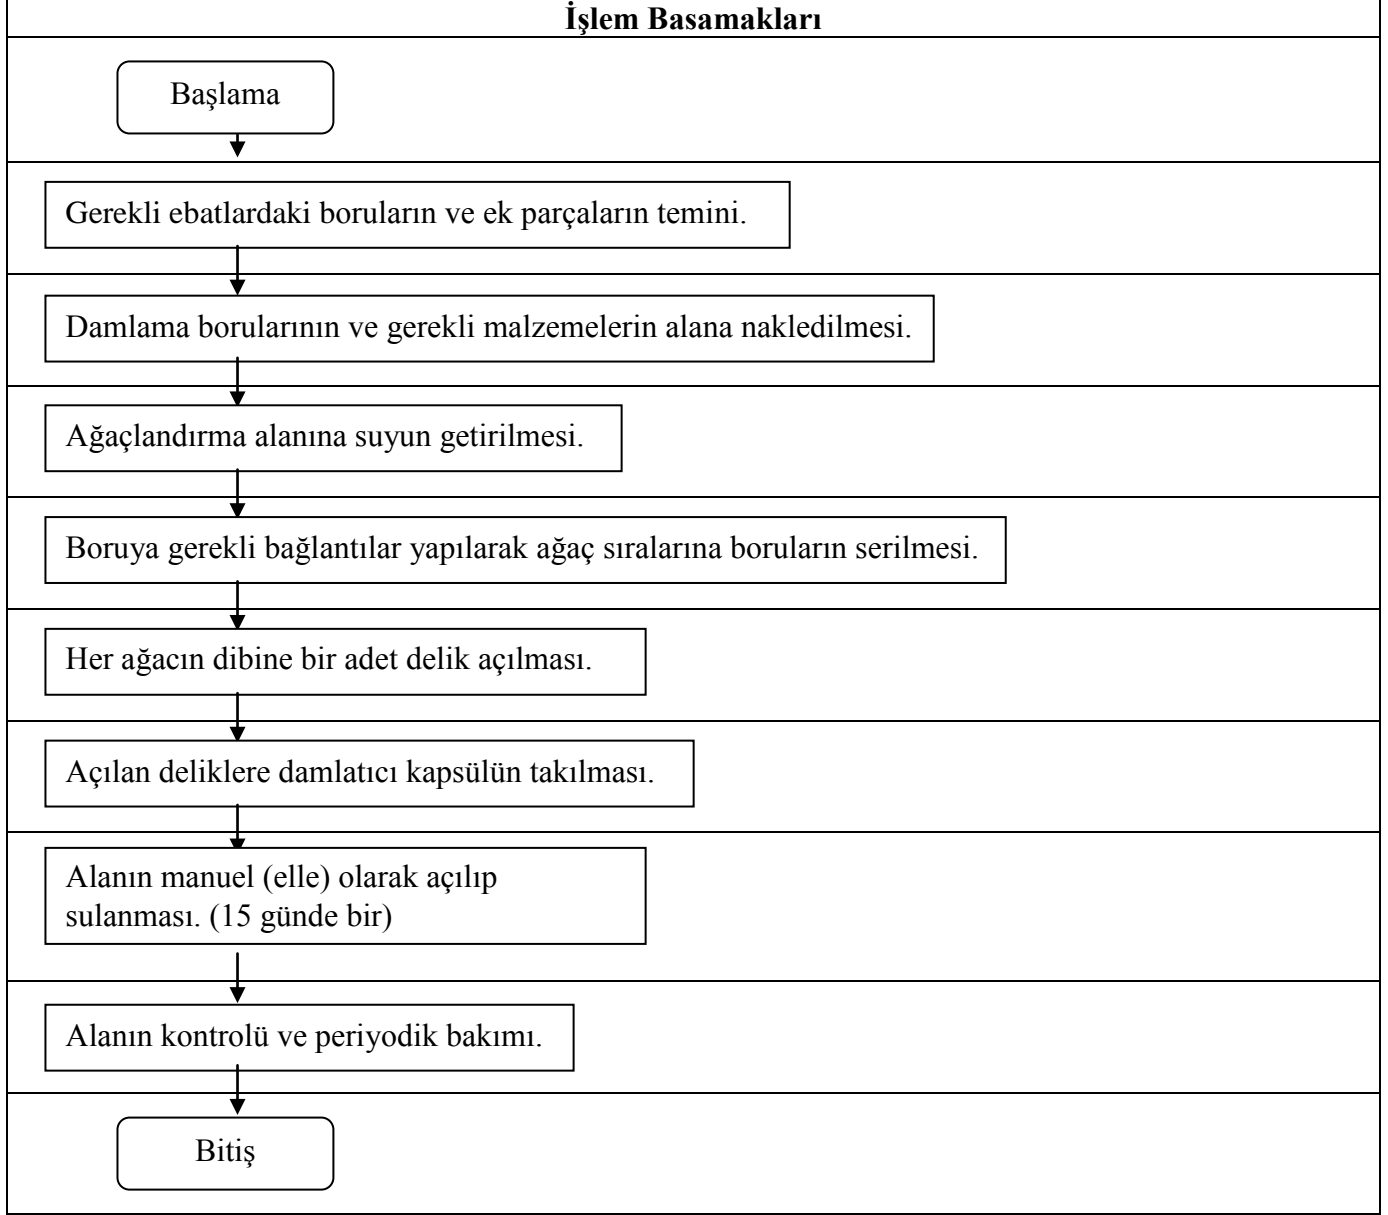 İşlem Basamakları
Başlama
Gerekli ebatlardaki boruların ve ek parçaların temini.
Damlama borularının ve gerekli malzemelerin alana nakledilmesi.
Ağaçlandırma alanına suyun getirilmesi.
Boruya gerekli bağlantılar yapılarak ağaç sıralarına boruların serilmesi.
Her ağacın dibine bir adet delik açılması.
Açılan deliklere damlatıcı kapsülün takılması.
Alanın manuel (elle) olarak açılıp
sulanması. (15 günde bir)
Alanın kontrolü ve periyodik bakımı.
Bitiş